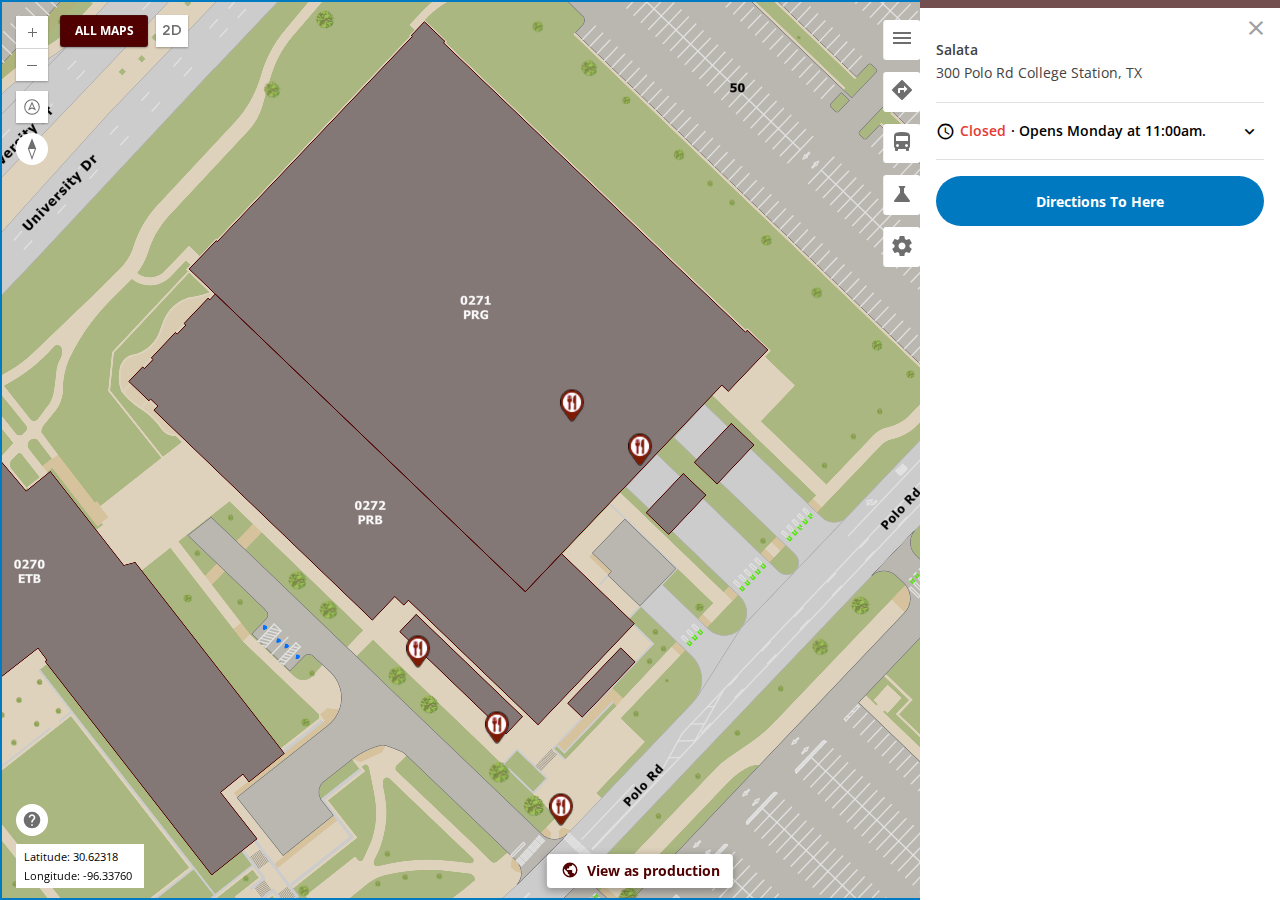 ALL MAPS
2D
University Dr
50
0271
PRG
0272
PRB
0270
ETB
Polo Rd
Polo Rd
Latitude: 30.62318
Longitude: -96.33760
View as production
Salata
300 Polo Rd College Station, TX
Closed · Opens Monday at 11:00am.
Directions To Here